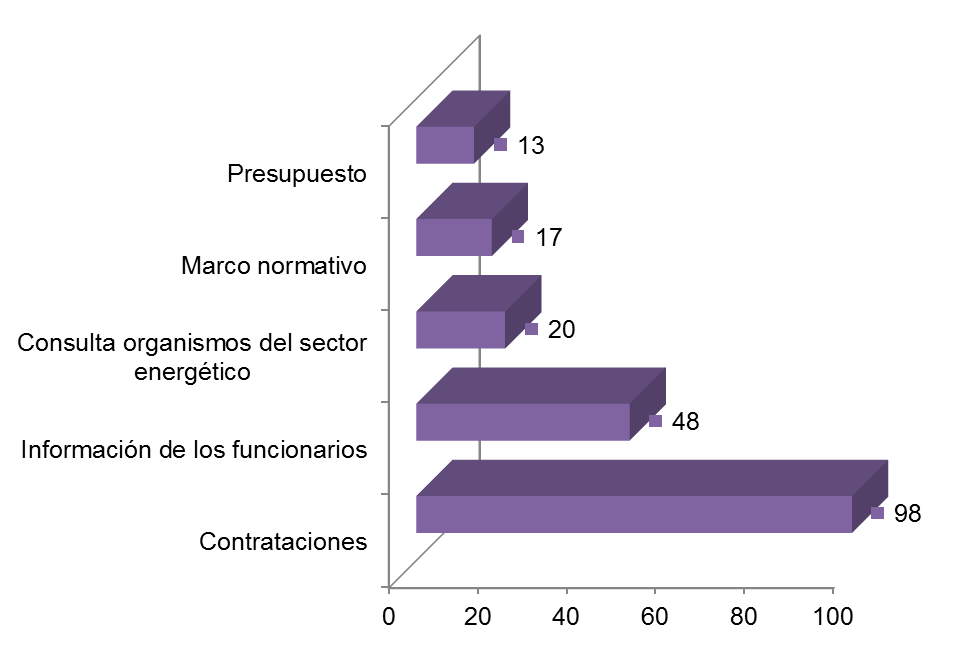 13
Presupuesto
17
Marco normativo
20
Consulta organismos del sector
energético
48
Información de los funcionarios
98
Contrataciones
0 20 40 60 80 100